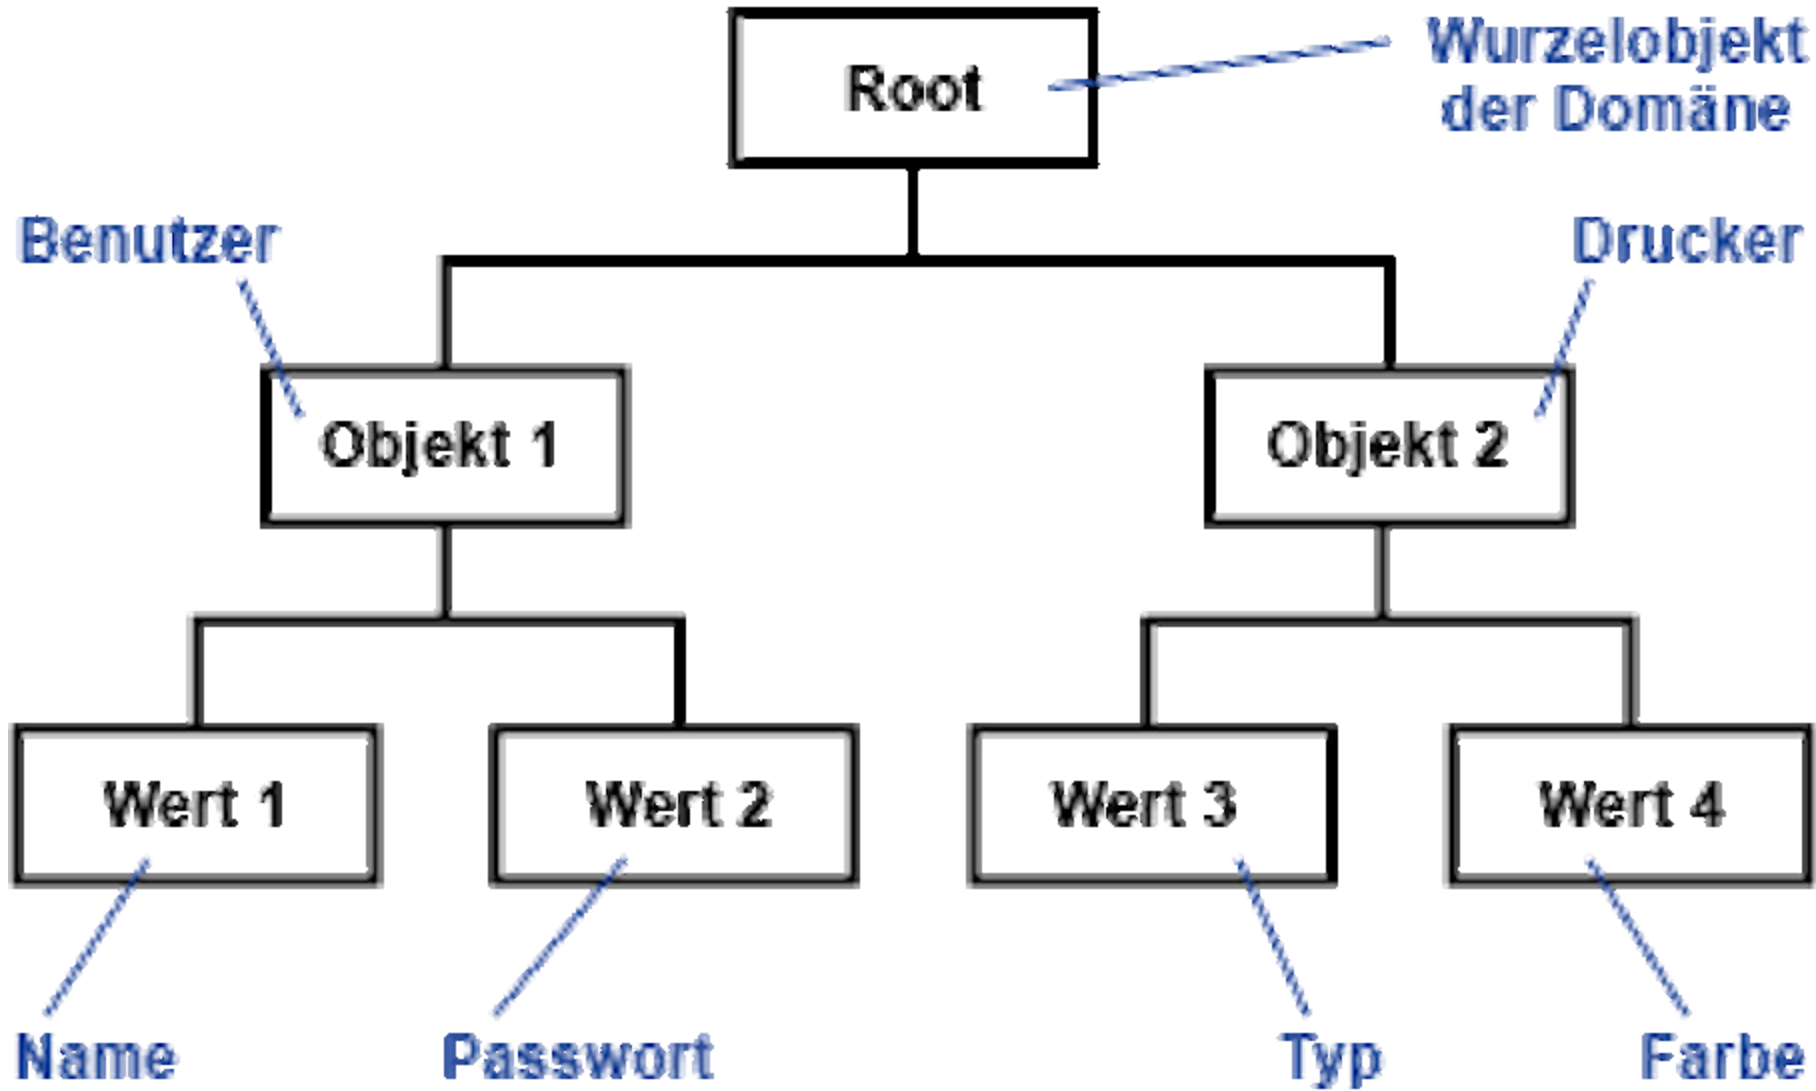 Root
Wurzelobjekt
der Domäne
Benutzer
Drucker
Objekt 1
Objekt 2
Wert 1
Wert 2
Wert 3
Wert 4
Name
Passwort
Typ
Farbe